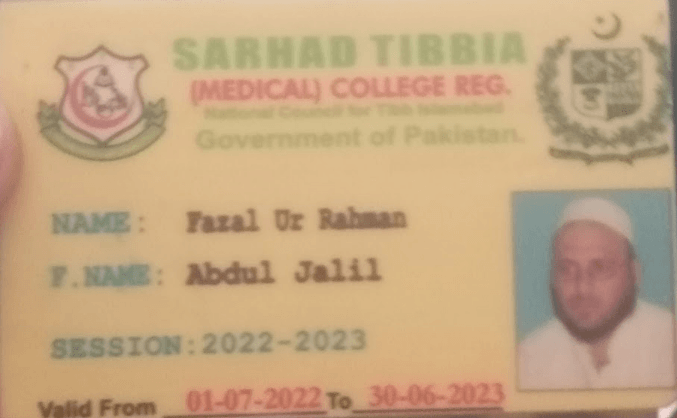 SARHAD TIBBIA
(MEDICAL) COLLEGE REG.
National Council for Tibb Islamabad
Government of Pakistan.
NAME: Fazal Ur Rahman
F.NAME: Abdul Jalil
SESSION:2022-2023
Valid From 01-07-2022 To 30-06-2023